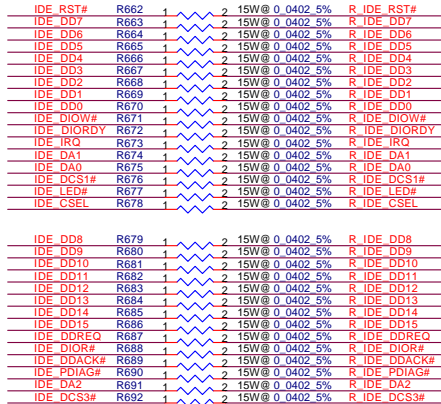 IDE_RST# R662 1 2 15W@ 0_0402_5% R_IDE_RST#
IDE_DD7 R663 1 2 15W@ 0_0402_5% R_IDE_DD7
IDE_DD6 R664 1 2 15W@ 0_0402_5% R_IDE_DD6
IDE_DD5 R665 1 2 15W@ 0_0402_5% R_IDE_DD5
IDE_DD4 R666 1 2 15W@ 0_0402_5% R_IDE_DD4
IDE_DD3 R667 1 2 15W@ 0_0402_5% R_IDE_DD3
IDE_DD2 R668 1 2 15W@ 0_0402_5% R_IDE_DD2
IDE_DD1 R669 1 2 15W@ 0_0402_5% R_IDE_DD1
IDE_DD0 R670 1 2 15W@ 0_0402_5% R_IDE_DD0
IDE_DIOW# R671 1 2 15W@ 0_0402_5% R_IDE_DIOW#
IDE_DIORDY R672 1 2 15W@ 0_0402_5% R_IDE_DIORDY
IDE_IRQ R673 1 2 15W@ 0_0402_5% R_IDE_IRQ
IDE_DA1 R674 1 2 15W@ 0_0402_5% R_IDE_DA1
IDE_DA0 R675 1 2 15W@ 0_0402_5% R_IDE_DA0
IDE_DCS1# R676 1 2 15W@ 0_0402_5% R_IDE_DCS1#
IDE_LED# R677 1 2 15W@ 0_0402_5% R_IDE_LED#
IDE_CSEL R678 1 2 15W@ 0_0402_5% R_IDE_CSEL
IDE_DD8 R679 1 2 15W@ 0_0402_5% R_IDE_DD8
IDE_DD9 R680 1 2 15W@ 0_0402_5% R_IDE_DD9
IDE_DD10 R681 1 2 15W@ 0_0402_5% R_IDE_DD10
IDE_DD11 R682 1 2 15W@ 0_0402_5% R_IDE_DD11
IDE_DD12 R683 1 2 15W@ 0_0402_5% R_IDE_DD12
IDE_DD13 R684 1 2 15W@ 0_0402_5% R_IDE_DD13
IDE_DD14 R685 1 2 15W@ 0_0402_5% R_IDE_DD14
IDE_DD15 R686 1 2 15W@ 0_0402_5% R_IDE_DD15
IDE_DDREQ R687 1 2 15W@ 0_0402_5% R_IDE_DDREQ
IDE_DIOR# R688 1 2 15W@ 0_0402_5% R_IDE_DIOR#
IDE_DDACK# R689 1 2 15W@ 0_0402_5% R_IDE_DDACK#
IDE_PDIAG# R690 1 2 15W@ 0_0402_5% R_IDE_PDIAG#
IDE_DA2 R691 1 2 15W@ 0_0402_5% R_IDE_DA2
IDE_DCS3# R692 1 2 15W@ 0_0402_5% R_IDE_DCS3#